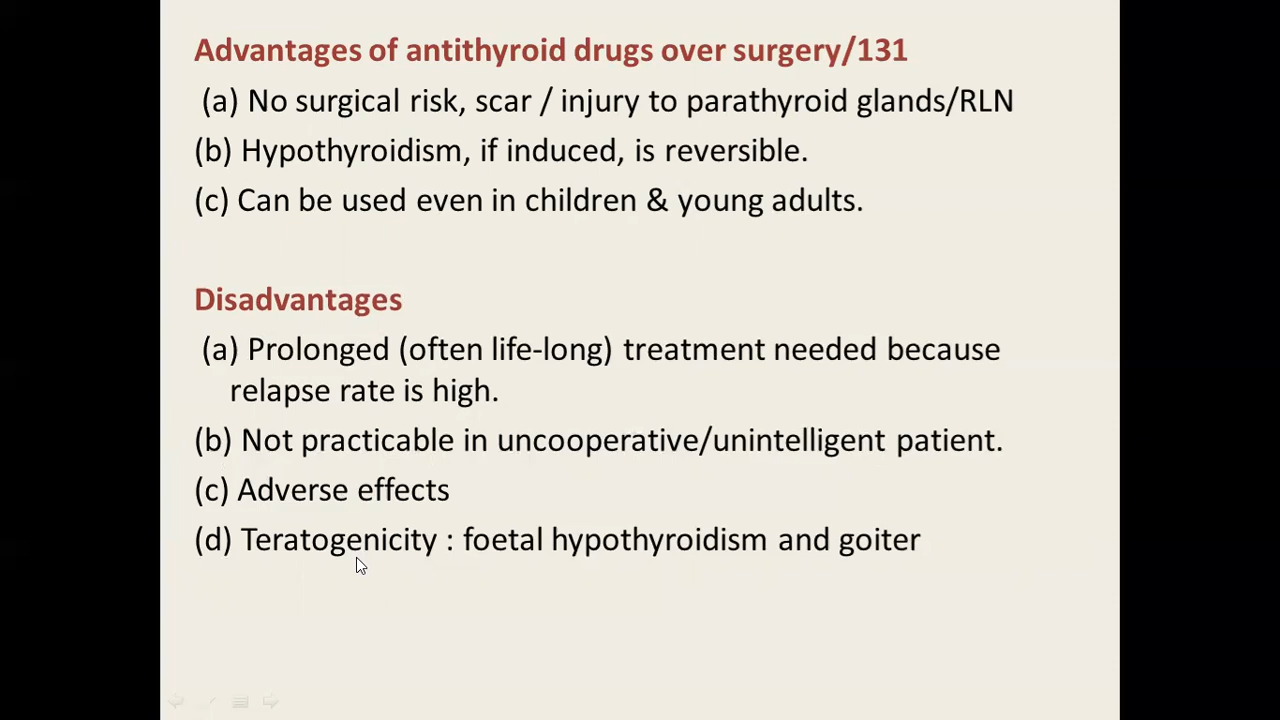 Advantages of antithyroid drugs over surgery/131
(a) No surgical risk, scar / injury to parathyroid glands/RLN
(b) Hypothyroidism, if induced, is reversible.
(c) Can be used even in children & young adults.
Disadvantages
(a) Prolonged (often life-long) treatment needed because
relapse rate is high.
(b) Not practicable in uncooperative/unintelligent patient.
(c) Adverse effects
(d) Teratogenicity : foetal hypothyroidism and goiter